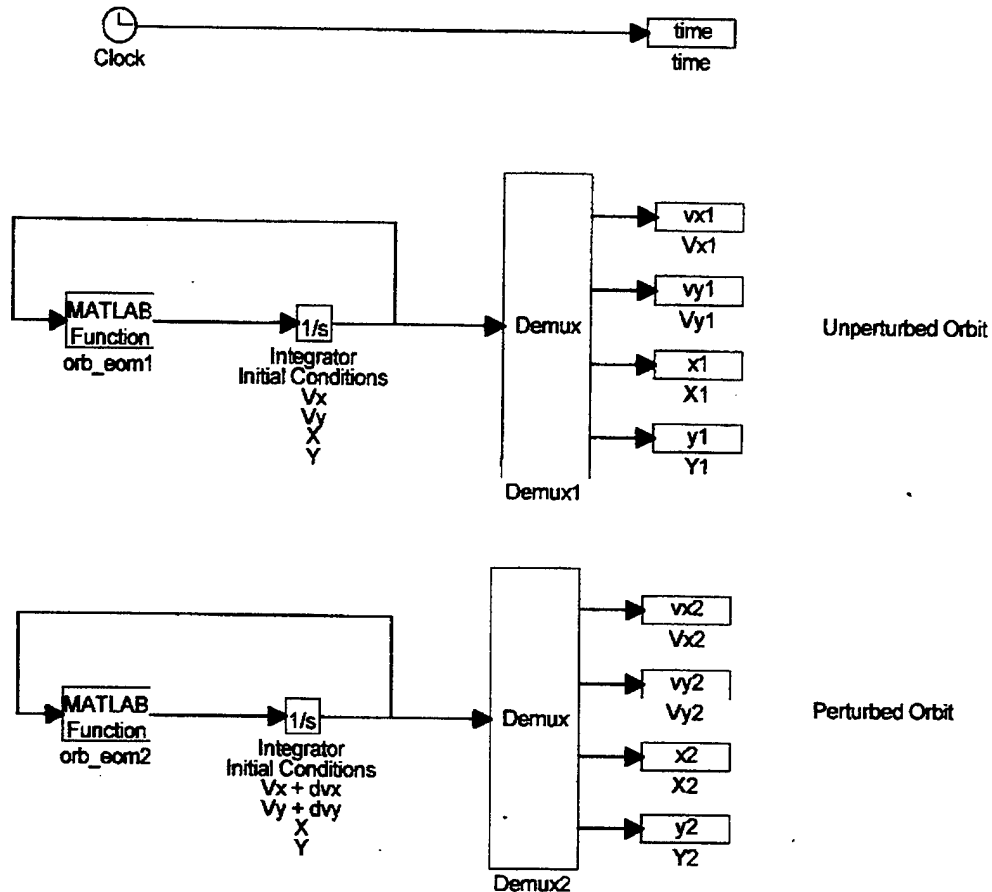 time
Clock
time
vx1
Vx1
vy1
Vy1
MATLAB
Function
orb_eom1
1/s
Integrator
Initial Conditions
Vx
Vy
X
Y
Demux
x1
X1
y1
Y1
Demux1
Unperturbed Orbit
vx2
Vx2
vy2
Vy2
MATLAB
Function
orb_eom2
1/s
Integrator
Initial Conditions
Vx + dvx
Vy + dvy
X
Y
Demux
x2
X2
y2
Y2
Demux2
Perturbed Orbit